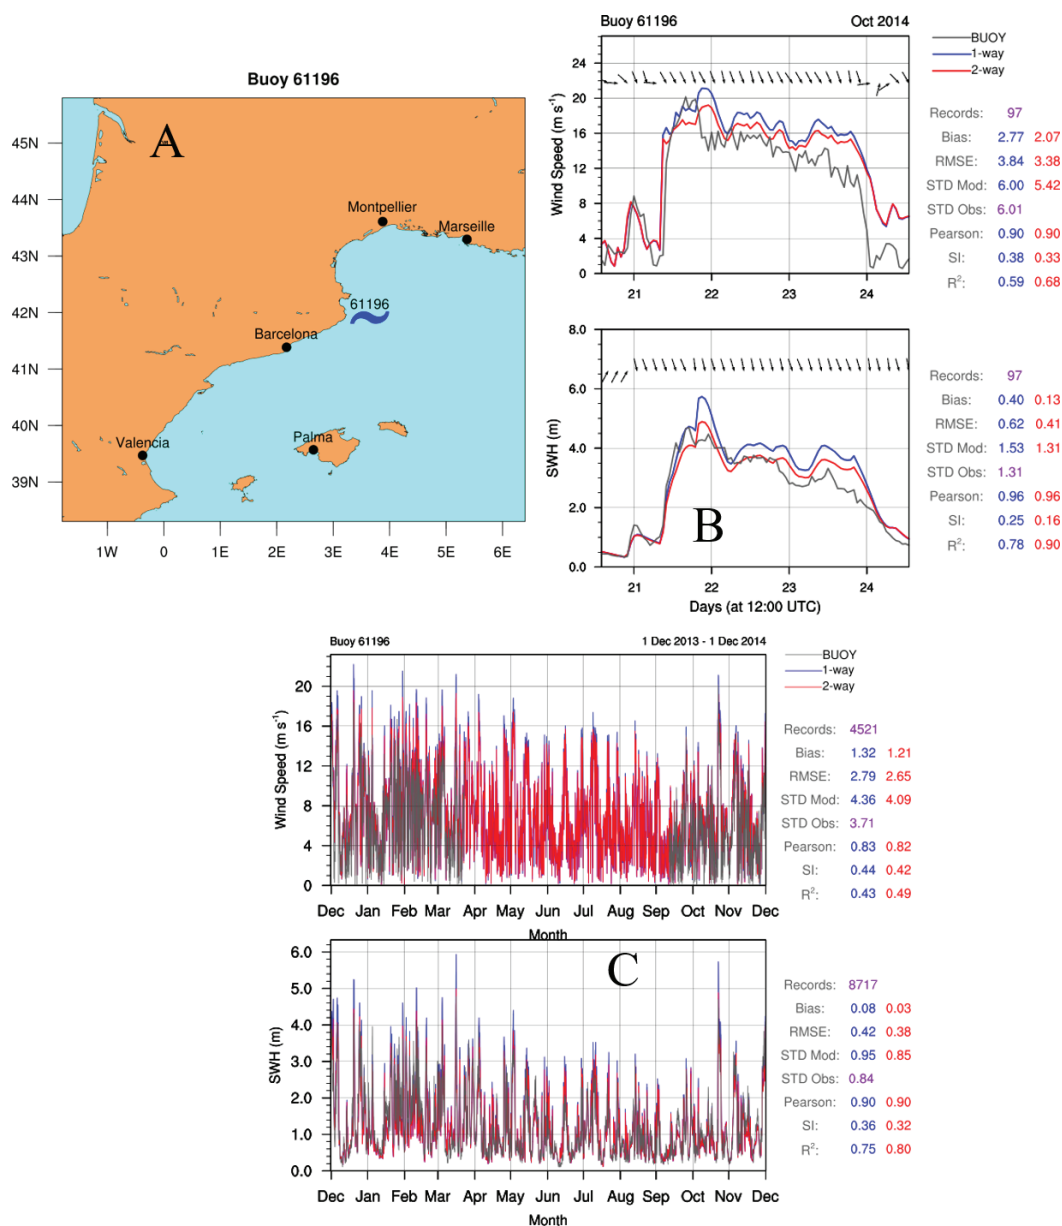 Buoy 61196
A
45N
44N
43N
42N
41N
40N
39N
Montpellier
Marseille
61196
Barcelona
Valencia
Palma
1W 0 1E 2E 3E 4E 5E 6E
Buoy 61196 Oct 2014
BUOY
1-way
2-way
Wind Speed (m s⁻¹)
24
20
16
12
8
4
0
21 22 23 24
Records: 97
Bias: 2.77 2.07
RMSE: 3.84 3.38
STD Mod: 6.00 5.42
STD Obs: 6.01
Pearson: 0.90 0.90
SI: 0.38 0.33
R²: 0.59 0.68
SWH (m)
8.0
6.0
4.0
2.0
0.0
B
21 22 23 24
Days (at 12:00 UTC)
Records: 97
Bias: 0.40 0.13
RMSE: 0.62 0.41
STD Mod: 1.53 1.31
STD Obs: 1.31
Pearson: 0.96 0.96
SI: 0.25 0.16
R²: 0.78 0.90
Buoy 61196 1 Dec 2013 - 1 Dec 2014
BUOY
1-way
2-way
Wind Speed (m s⁻¹)
20
16
12
8
4
0
Dec Jan Feb Mar Apr May Jun Jul Aug Sep Oct Nov Dec
Month
Records: 4521
Bias: 1.32 1.21
RMSE: 2.79 2.65
STD Mod: 4.36 4.09
STD Obs: 3.71
Pearson: 0.83 0.82
SI: 0.44 0.42
R²: 0.43 0.49
SWH (m)
6.0
5.0
4.0
3.0
2.0
1.0
0.0
C
Dec Jan Feb Mar Apr May Jun Jul Aug Sep Oct Nov Dec
Month
Records: 8717
Bias: 0.08 0.03
RMSE: 0.42 0.38
STD Mod: 0.95 0.85
STD Obs: 0.84
Pearson: 0.90 0.90
SI: 0.36 0.32
R²: 0.75 0.80